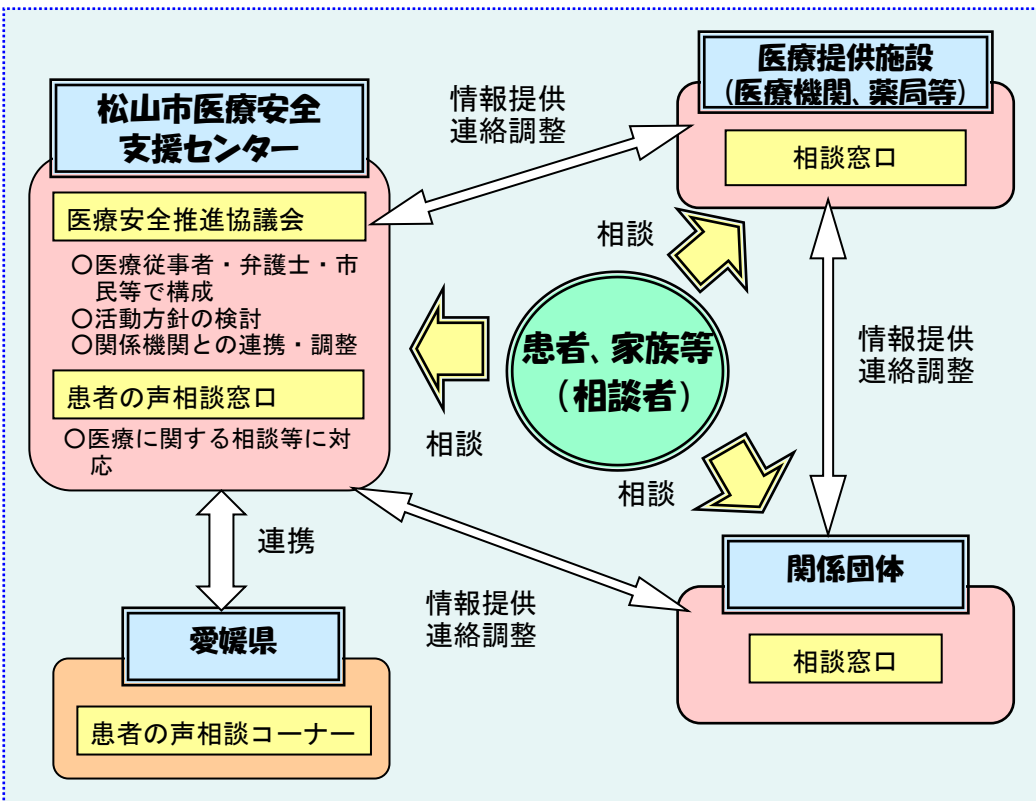 松山市医療安全
支援センター
医療安全推進協議会
〇医療従事者・弁護士・市
民等で構成
〇活動方針の検討
〇関係機関との連携・調整
患者の声相談窓口
〇医療に関する相談等に対
応
情報提供
連絡調整
医療提供施設
(医療機関、薬局等)
相談窓口
相談
患者、家族等
(相談者)
相談
相談
情報提供
連絡調整
連携
情報提供
連絡調整
関係団体
相談窓口
愛媛県
患者の声相談コーナー